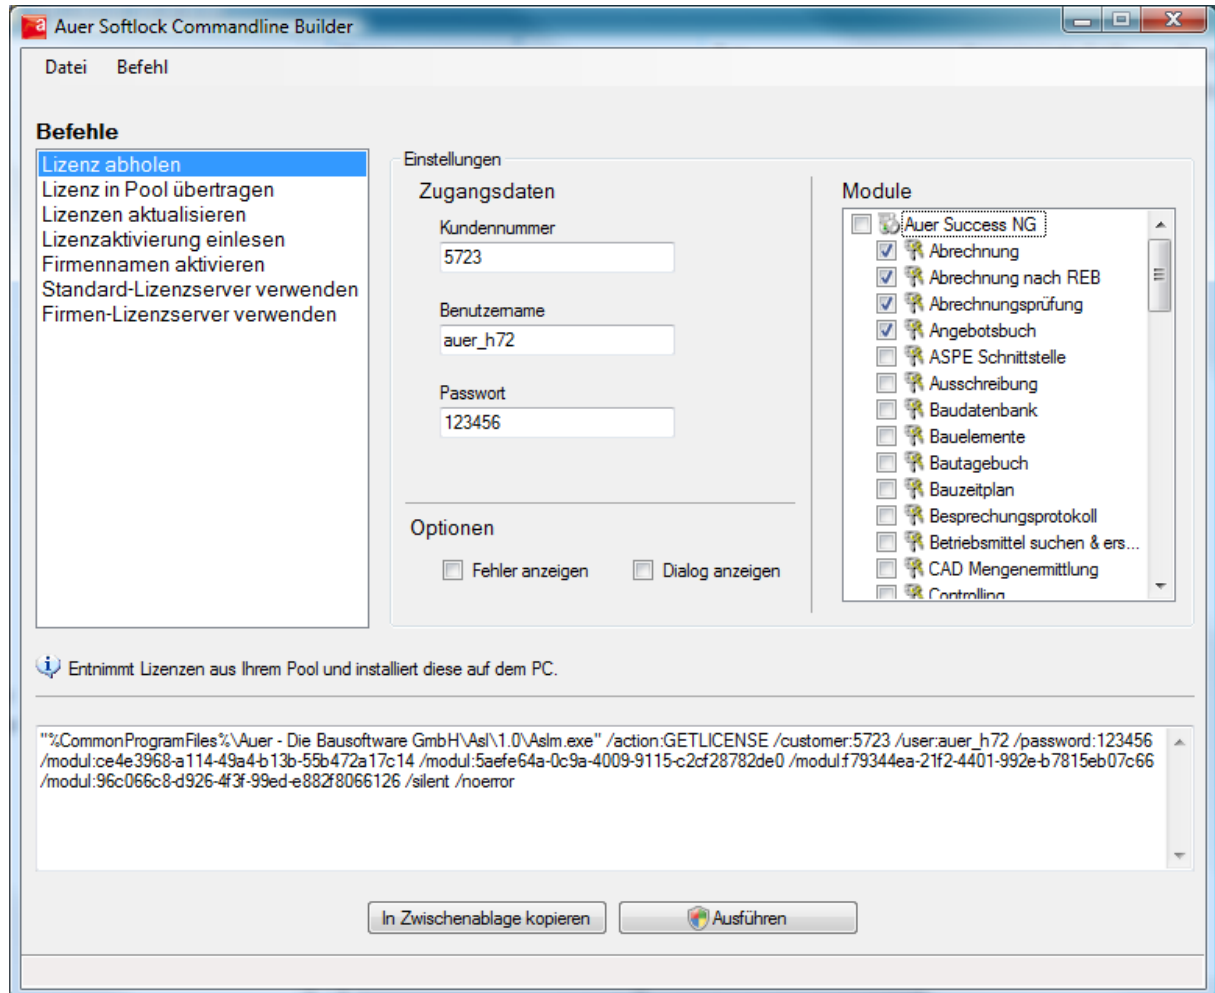 Auer Softlock Commandline Builder
Datei Befehl
Befehle
Lizenz abholen
Lizenz in Pool übertragen
Lizenzen aktualisieren
Lizenzaktivierung einlesen
Firmennamen aktivieren
Standard-Lizenzserver verwenden
Firmen-Lizenzserver verwenden
Einstellungen
Zugangsdaten
Kundennummer
5723
Benutzername
auer_h72
Passwort
123456
Optionen
Fehler anzeigen
Dialog anzeigen
Module
Auer Success NG
Abrechnung
Abrechnung nach REB
Abrechnungsprüfung
Angebotsbuch
ASPE Schnittstelle
Ausschreibung
Baudatenbank
Bauelemente
Bautagebuch
Bauzeitplan
Besprechungsprotokoll
Betriebsmittel suchen & ers...
CAD Mengenermittlung
Controlling
Entnimmt Lizenzen aus Ihrem Pool und installiert diese auf dem PC.
"%CommonProgramFiles%\Auer - Die Bausoftware GmbH\Asl\1.0\Aslm.exe" /action:GETLICENSE /customer:5723 /user:auer_h72 /password:123456
/modul:ce4e3968-a114-49a4-b13b-55b472a17c14 /modul:5aefe64a-0c9a-4009-9115-c2cf28782de0 /modul:f79344ea-21f2-4401-992e-b7815eb07c66
/modul:96c066c8-d926-4f3f-99ed-e882f8066126 /silent /noerror
In Zwischenablage kopieren
Ausführen